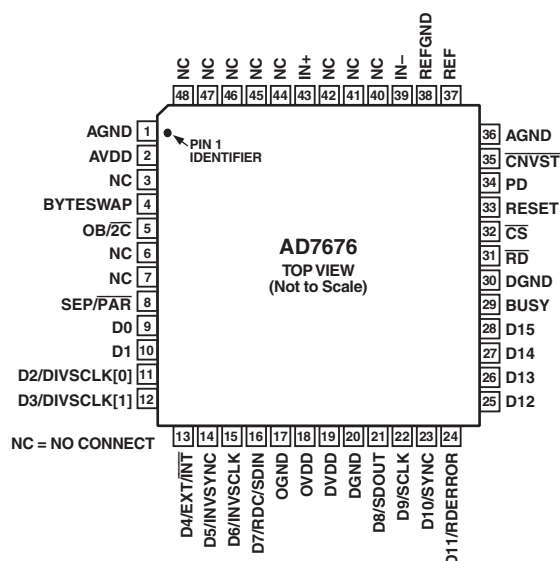 NC
NC
NC
NC
NC
IN+
NC
NC
NC
IN–
REFGND
REF
48 47 46 45 44 43 42 41 40 39 38 37
AGND 1
AVDD 2
NC 3
BYTESWAP 4
OB/2C̅ 5
NC 6
NC 7
SEP/P̅A̅R̅ 8
D0 9
D1 10
D2/DIVSCLK[0] 11
D3/DIVSCLK[1] 12
PIN 1
IDENTIFIER
AD7676
TOP VIEW
(Not to Scale)
36 AGND
35 C̅N̅V̅S̅T̅
34 PD
33 RESET
32 C̅S̅
31 R̅D̅
30 DGND
29 BUSY
28 D15
27 D14
26 D13
25 D12
NC = NO CONNECT
13 14 15 16 17 18 19 20 21 22 23 24
D4/EXT/I̅N̅T̅
D5/INVSYNC
D6/INVSCLK
D7/RDC/SDIN
OGND
OVDD
DVDD
DGND
D8/SDOUT
D9/SCLK
D10/SYNC
D11/RDERROR